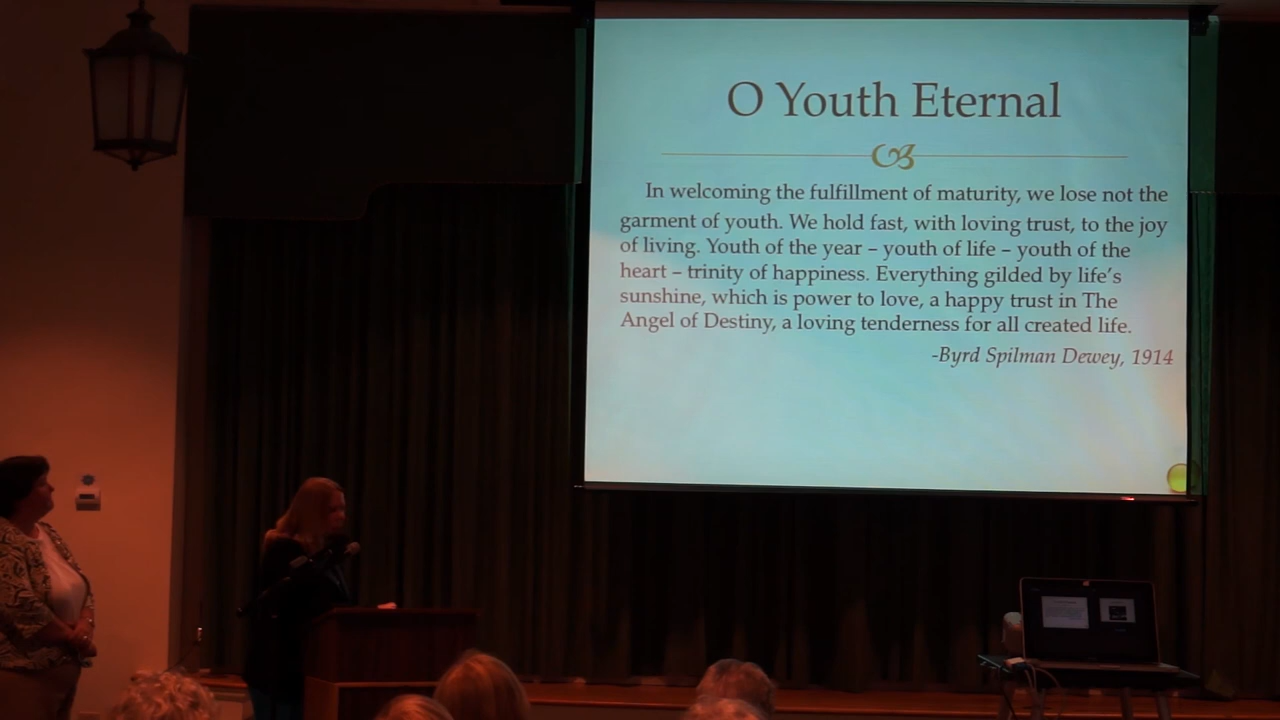 O Youth Eternal
In welcoming the fulfillment of maturity, we lose not the
garment of youth. We hold fast, with loving trust, to the joy
of living. Youth of the year – youth of life – youth of the
heart – trinity of happiness. Everything gilded by life's
sunshine, which is power to love, a happy trust in The
Angel of Destiny, a loving tenderness for all created life.
-Byrd Spilman Dewey, 1914